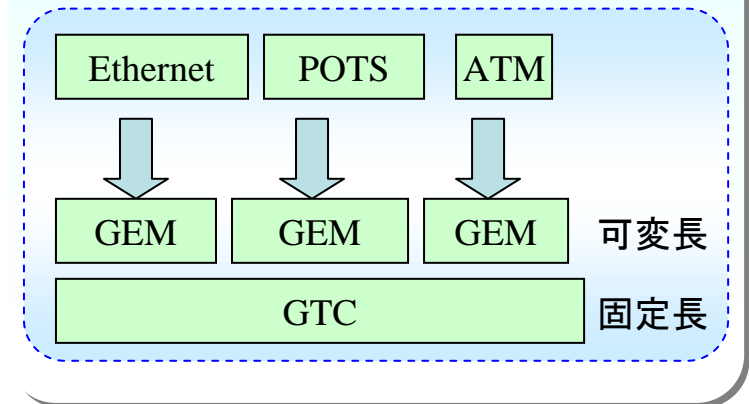 Ethernet POTS ATM
GEM GEM GEM 可変長
GTC 固定長